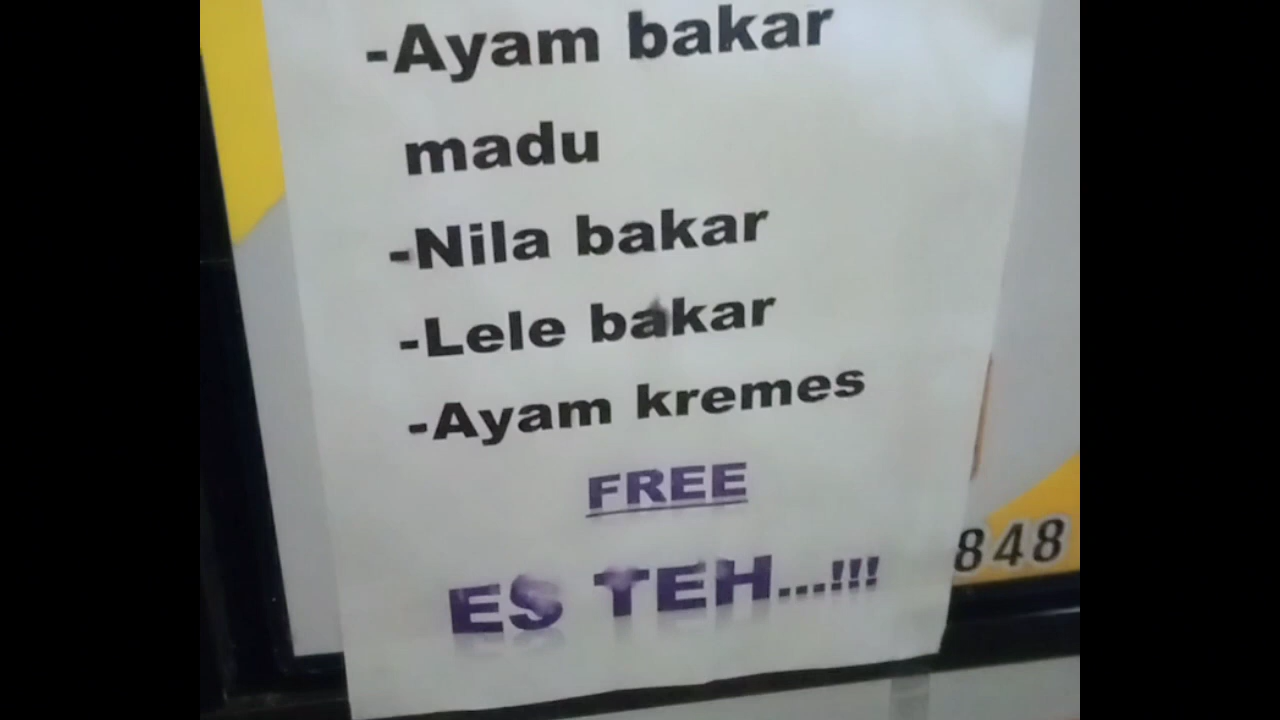 -Ayam bakar
madu
-Nila bakar
-Lele bakar
-Ayam kremes
FREE
ES TEH...!!!
848